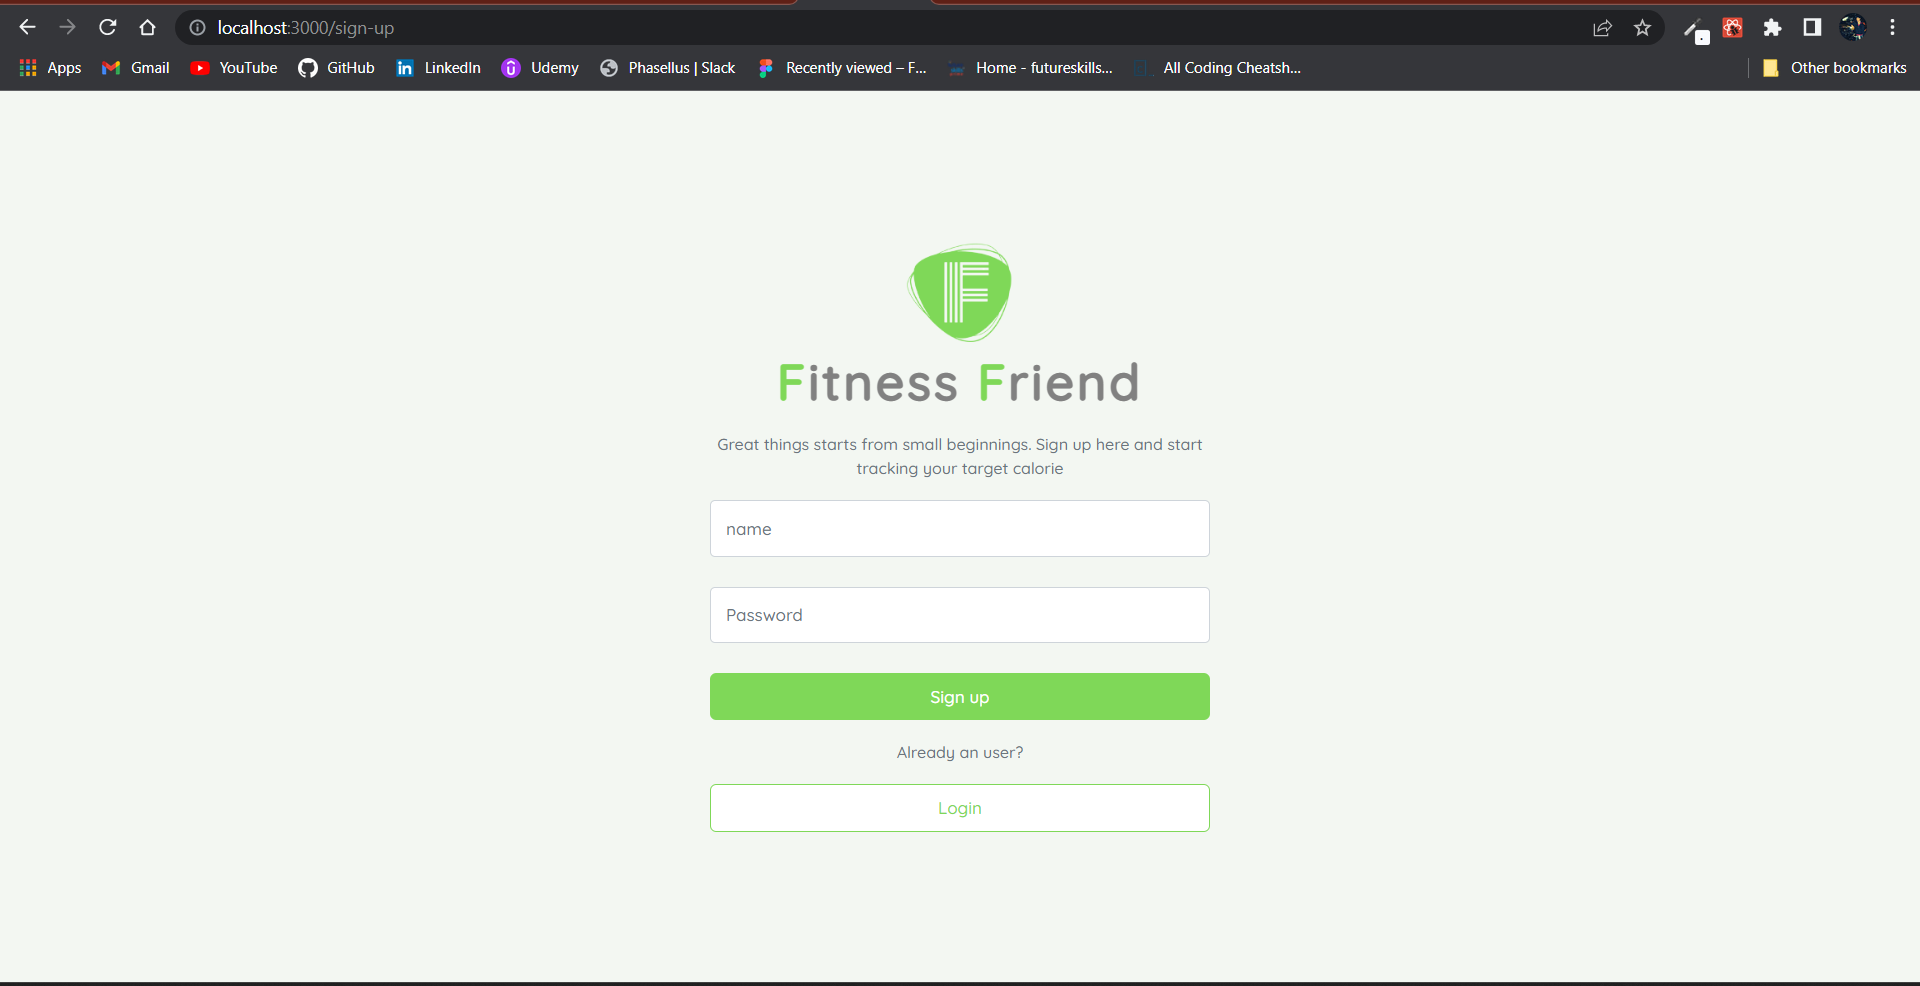 localhost:3000/sign-up
Apps Gmail YouTube GitHub LinkedIn Udemy Phasellus | Slack Recently viewed – F... Home - futureskills... All Coding Cheatsh... Other bookmarks
F
Fitness Friend
Great things starts from small beginnings. Sign up here and start
tracking your target calorie
name
Password
Sign up
Already an user?
Login